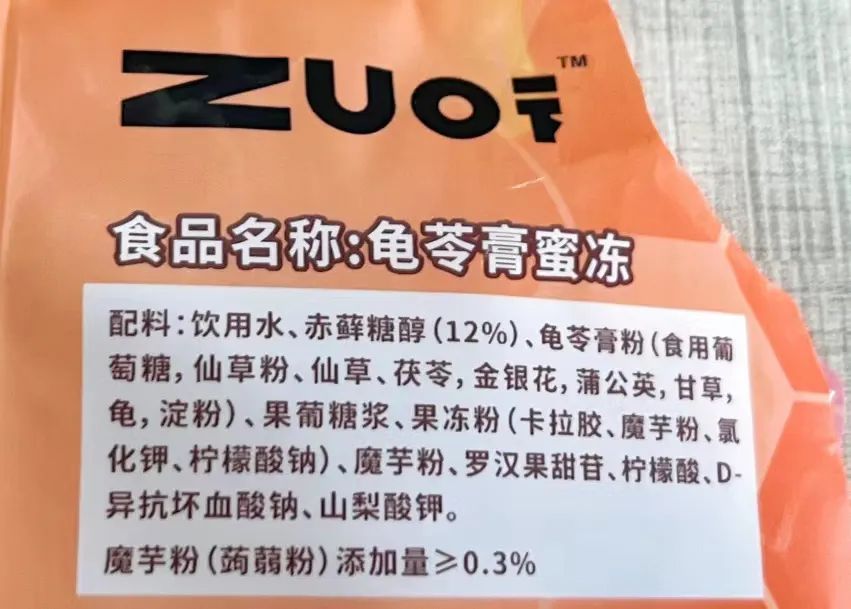 ZUO
TM
食品名称:龟苓膏蜜冻
配料：饮用水、赤藓糖醇（12%）、龟苓膏粉（食用葡
萄糖，仙草粉、仙草、茯苓，金银花，蒲公英，甘草，
龟，淀粉）、果葡糖浆、果冻粉（卡拉胶、魔芋粉、氯
化钾、柠檬酸钠）、魔芋粉、罗汉果甜苷、柠檬酸、D-
异抗坏血酸钠、山梨酸钾。
魔芋粉（蒟蒻粉）添加量≥0.3%